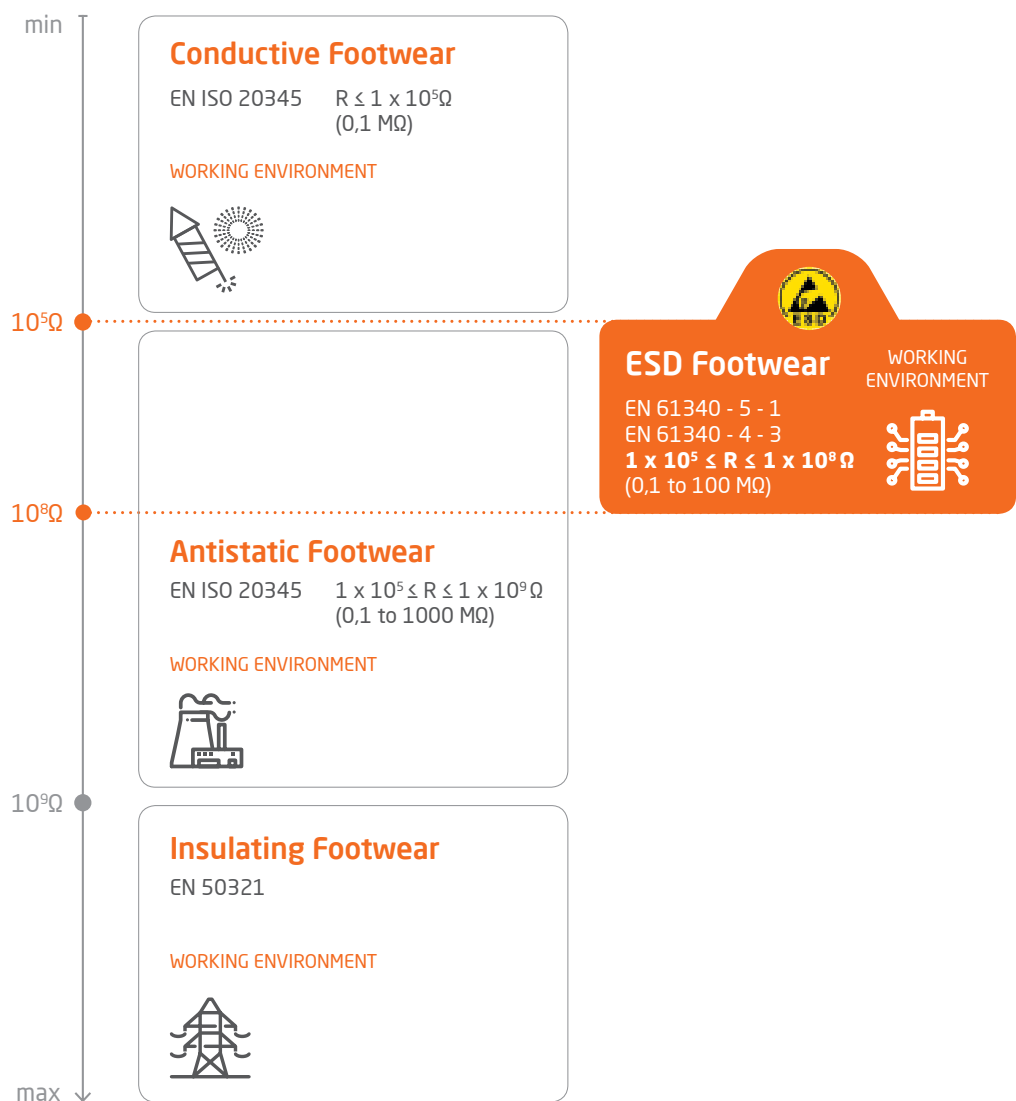 min
Conductive Footwear
EN ISO 20345 R ≤ 1 x 10⁵Ω
(0,1 MΩ)
WORKING ENVIRONMENT
10⁵Ω
ESD
ESD Footwear
WORKING
ENVIRONMENT
EN 61340 - 5 - 1
EN 61340 - 4 - 3
1 x 10⁵ ≤ R ≤ 1 x 10⁸ Ω
(0,1 to 100 MΩ)
10⁸Ω
Antistatic Footwear
EN ISO 20345 1 x 10⁵ ≤ R ≤ 1 x 10⁹ Ω
(0,1 to 1000 MΩ)
WORKING ENVIRONMENT
10⁹Ω
Insulating Footwear
EN 50321
WORKING ENVIRONMENT
max